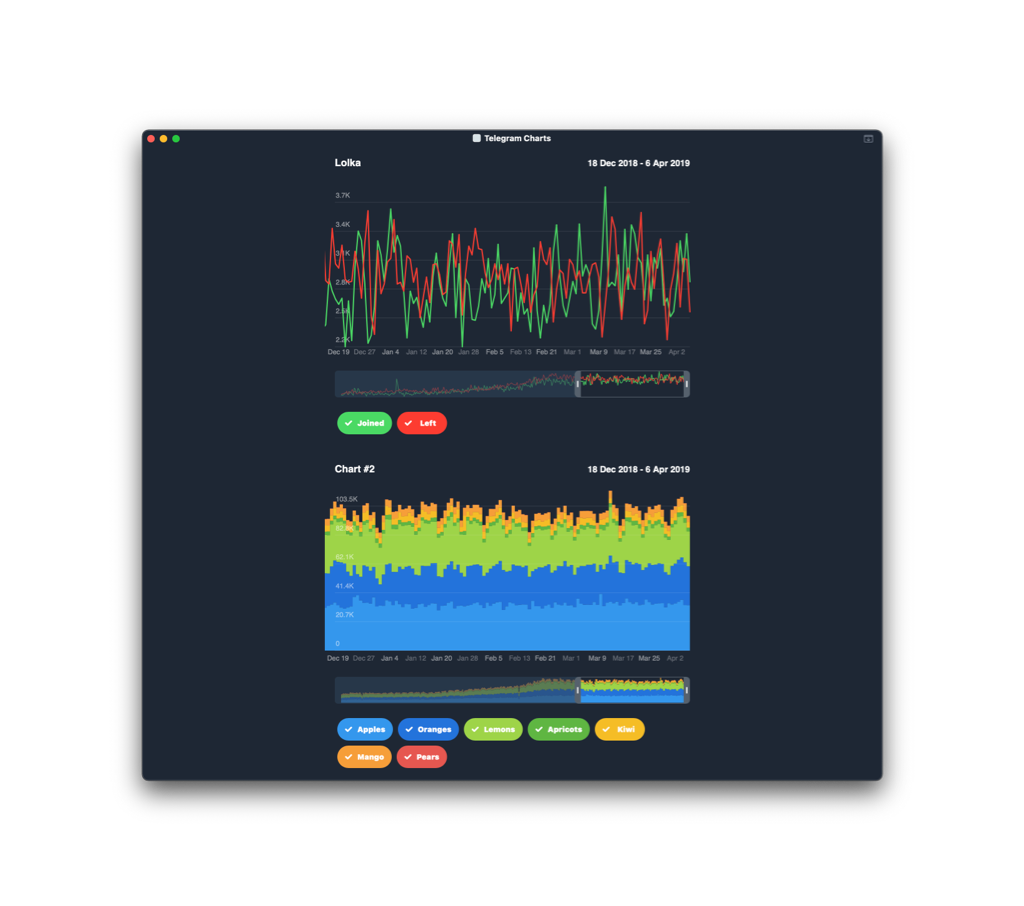 Telegram Charts
Lolka
18 Dec 2018 - 6 Apr 2019
3.7K
3.4K
3.1K
2.8K
2.2K
Dec 19 Dec 27 Jan 4 Jan 12 Jan 20 Jan 28 Feb 5 Feb 13 Feb 21 Mar 1 Mar 9 Mar 17 Mar 25 Apr 2
Joined Left
Chart #2
18 Dec 2018 - 6 Apr 2019
103.5K
62.1K
41.4K
20.7K
0
Dec 19 Dec 27 Jan 4 Jan 12 Jan 20 Jan 28 Feb 5 Feb 13 Feb 21 Mar 1 Mar 9 Mar 17 Mar 25 Apr 2
Apples Oranges Lemons Apricots Kiwi
Mango Pears